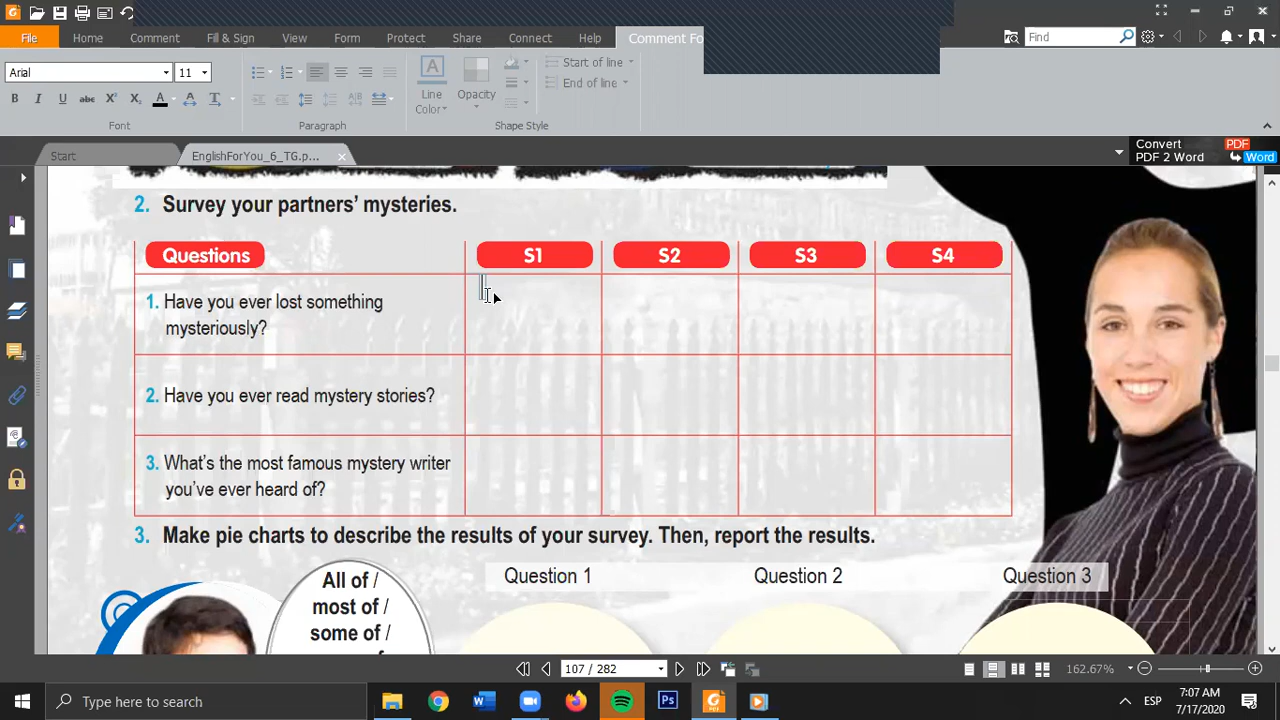 File Home Comment Fill & Sign View Form Protect Share Connect Help Comment Fo
Find
Arial 11
Line Color
Opacity
Start of line
End of line
Font Paragraph Shape Style
Start EnglishForYou_6_TG.p...
Convert PDF
PDF 2 Word Word
2. Survey your partners' mysteries.
Questions S1 S2 S3 S4
1. Have you ever lost something
mysteriously?
2. Have you ever read mystery stories?
3. What's the most famous mystery writer
you've ever heard of?
3. Make pie charts to describe the results of your survey. Then, report the results.
All of /
most of /
some of /
Question 1 Question 2 Question 3
107 / 282 162.67%
Type here to search
ESP
7:07 AM
7/17/2020